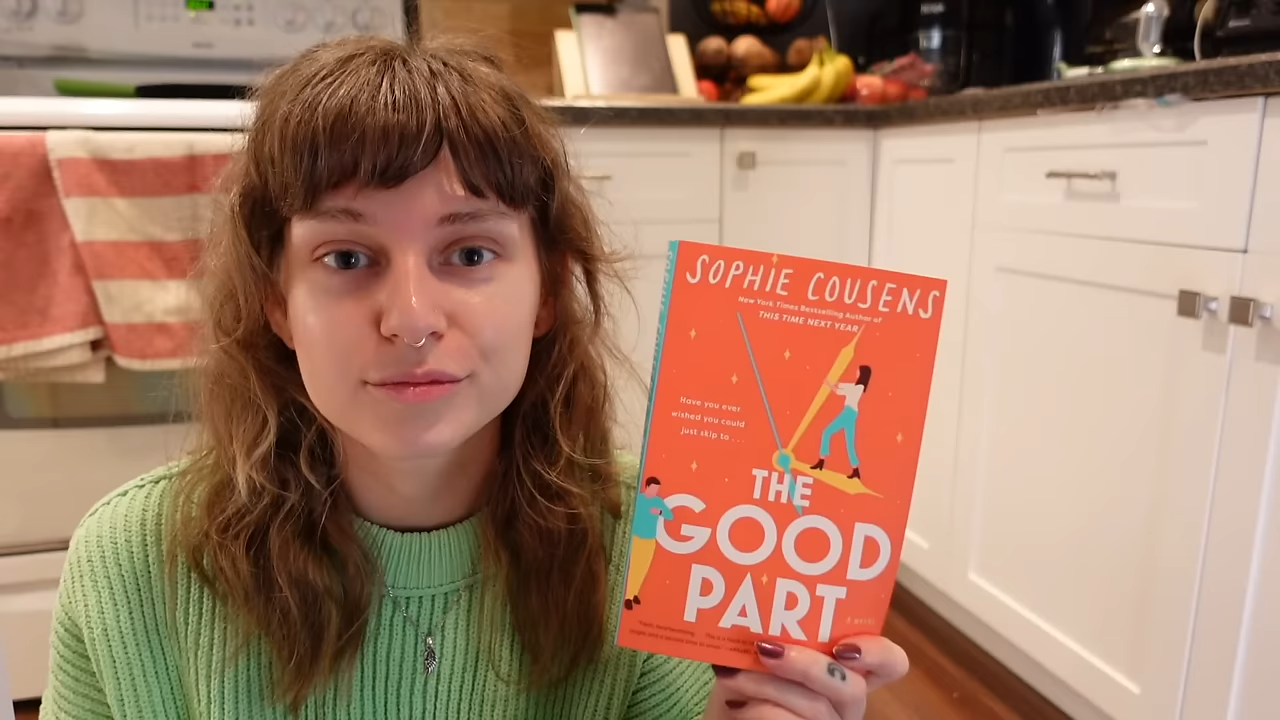 SOPHIE COUSENS
New York Times Bestselling Author of
THIS TIME NEXT YEAR
Have you ever
wished you could
just skip to . . .
THE
GOOD
PART
A NOVEL